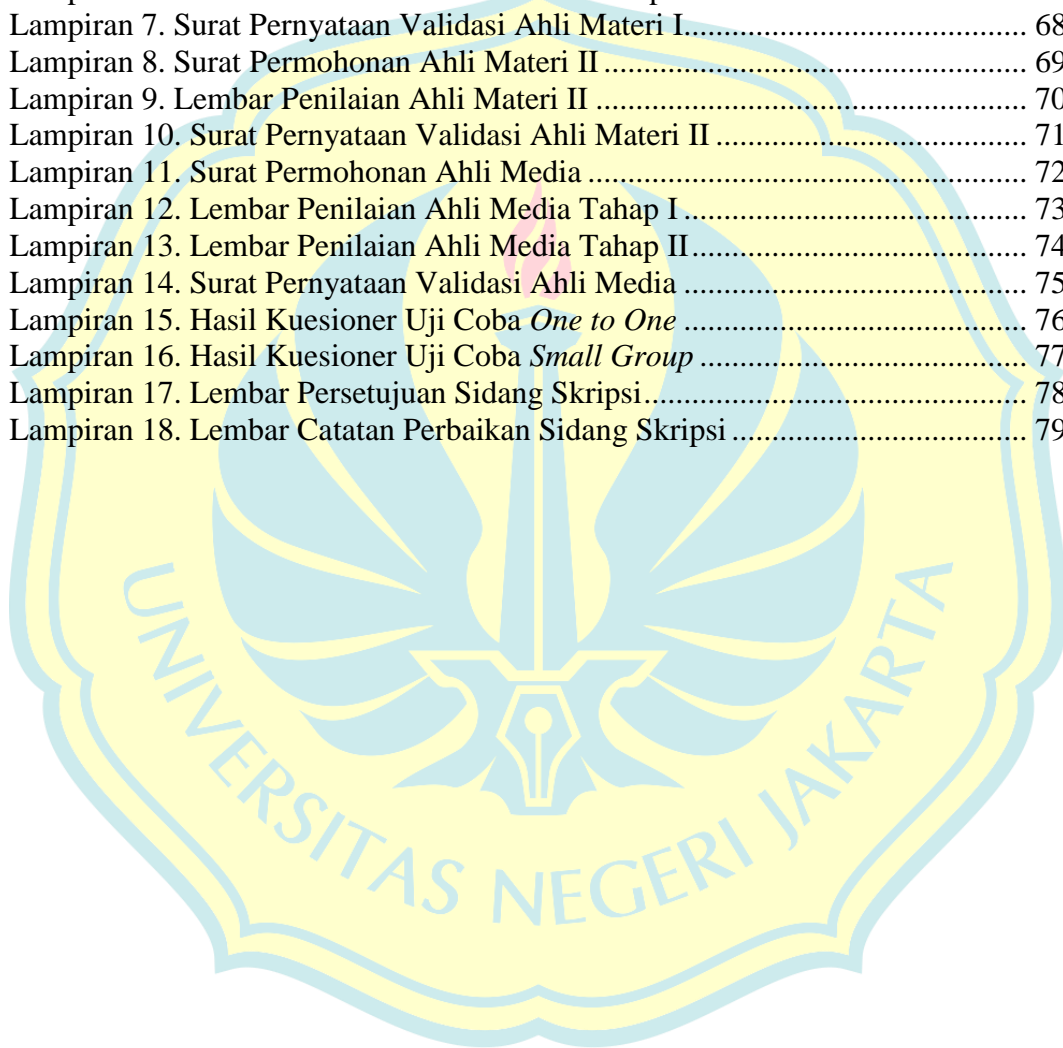 Lampiran 7. Surat Pernyataan Validasi Ahli Materi I.......................................... 68
Lampiran 8. Surat Permohonan Ahli Materi II .................................................... 69
Lampiran 9. Lembar Penilaian Ahli Materi II ..................................................... 70
Lampiran 10. Surat Pernyataan Validasi Ahli Materi II ...................................... 71
Lampiran 11. Surat Permohonan Ahli Media ...................................................... 72
Lampiran 12. Lembar Penilaian Ahli Media Tahap I .......................................... 73
Lampiran 13. Lembar Penilaian Ahli Media Tahap II......................................... 74
Lampiran 14. Surat Pernyataan Validasi Ahli Media .......................................... 75
Lampiran 15. Hasil Kuesioner Uji Coba One to One .......................................... 76
Lampiran 16. Hasil Kuesioner Uji Coba Small Group ........................................ 77
Lampiran 17. Lembar Persetujuan Sidang Skripsi............................................... 78
Lampiran 18. Lembar Catatan Perbaikan Sidang Skripsi .................................... 79
UNIVERSITAS NEGERI JAKARTA